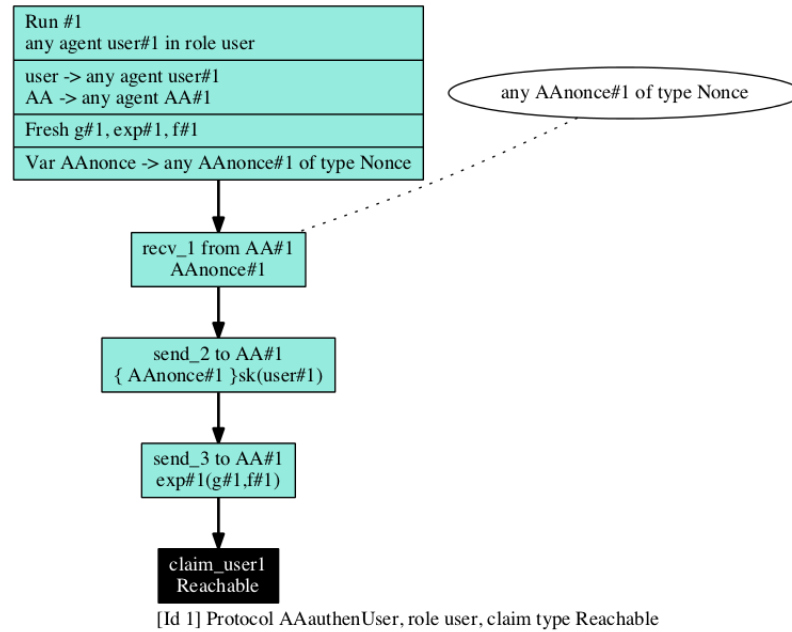 Run #1
any agent user#1 in role user
user -> any agent user#1
AA -> any agent AA#1
Fresh g#1, exp#1, f#1
Var AAnonce -> any AAnonce#1 of type Nonce
any AAnonce#1 of type Nonce
recv_1 from AA#1
AAnonce#1
send_2 to AA#1
{ AAnonce#1 }sk(user#1)
send_3 to AA#1
exp#1(g#1,f#1)
claim_user1
Reachable
[Id 1] Protocol AAauthenUser, role user, claim type Reachable